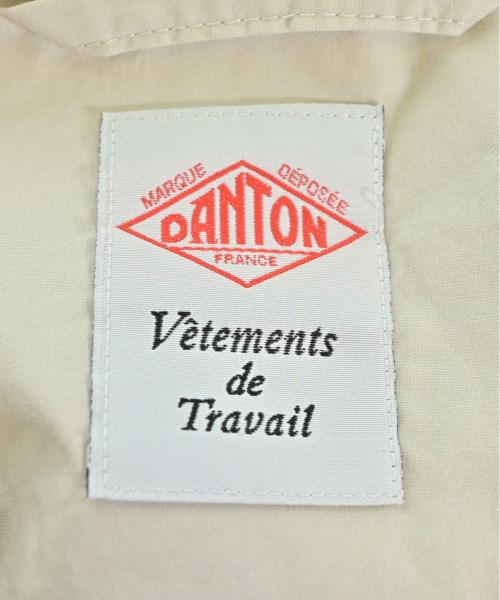 MARQUE DÉPOSÉE
DANTON
FRANCE
Vêtements
de
Travail